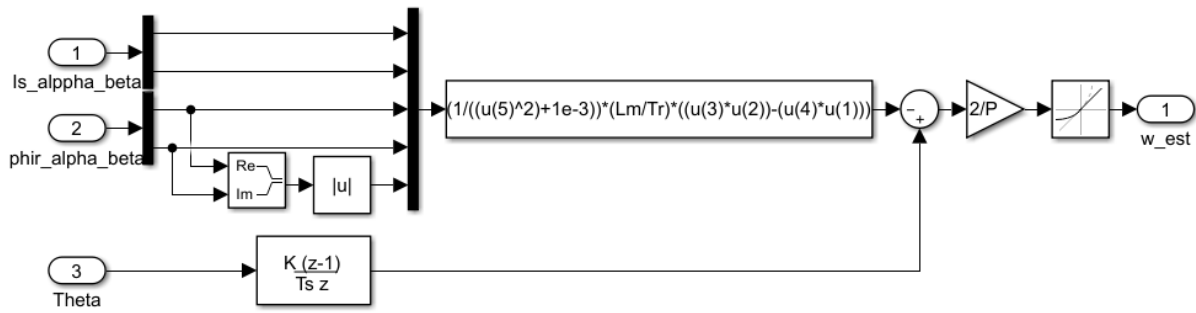 1
Is_alppha_beta
2
phir_alpha_beta
Re
Im
|u|
(1/((u(5)^2)+1e-3))*(Lm/Tr)*((u(3)*u(2))-(u(4)*u(1)))
2/P
1
w_est
3
Theta
K (z-1)
Ts z